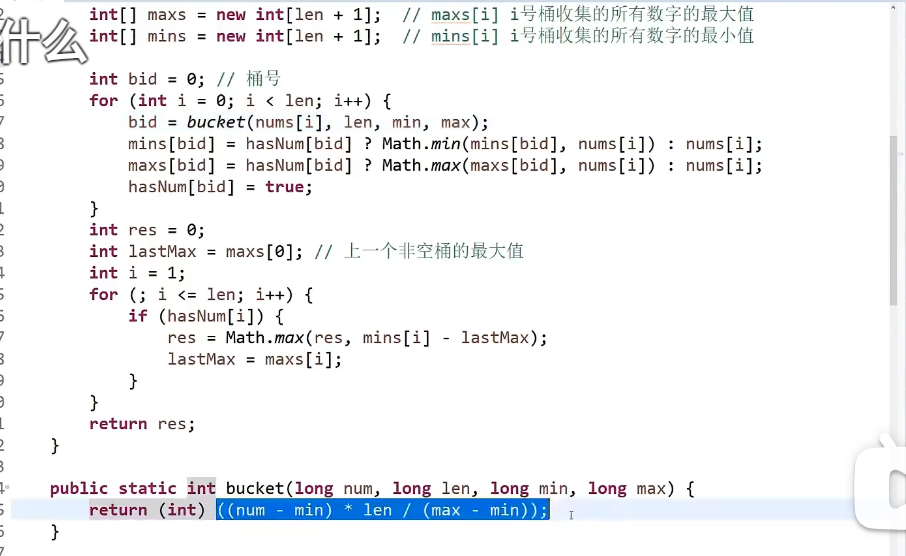 int[] maxs = new int[len + 1];  // maxs[i] i号桶收集的所有数字的最大值
什么
int[] mins = new int[len + 1];  // mins[i] i号桶收集的所有数字的最小值
int bid = 0; // 桶号
for (int i = 0; i < len; i++) {
bid = bucket(nums[i], len, min, max);
mins[bid] = hasNum[bid] ? Math.min(mins[bid], nums[i]) : nums[i];
maxs[bid] = hasNum[bid] ? Math.max(maxs[bid], nums[i]) : nums[i];
hasNum[bid] = true;
}
int res = 0;
int lastMax = maxs[0]; // 上一个非空桶的最大值
int i = 1;
for (; i <= len; i++) {
if (hasNum[i]) {
res = Math.max(res, mins[i] - lastMax);
lastMax = maxs[i];
}
}
return res;
}
public static int bucket(long num, long len, long min, long max) {
return (int) ((num - min) * len / (max - min));
}